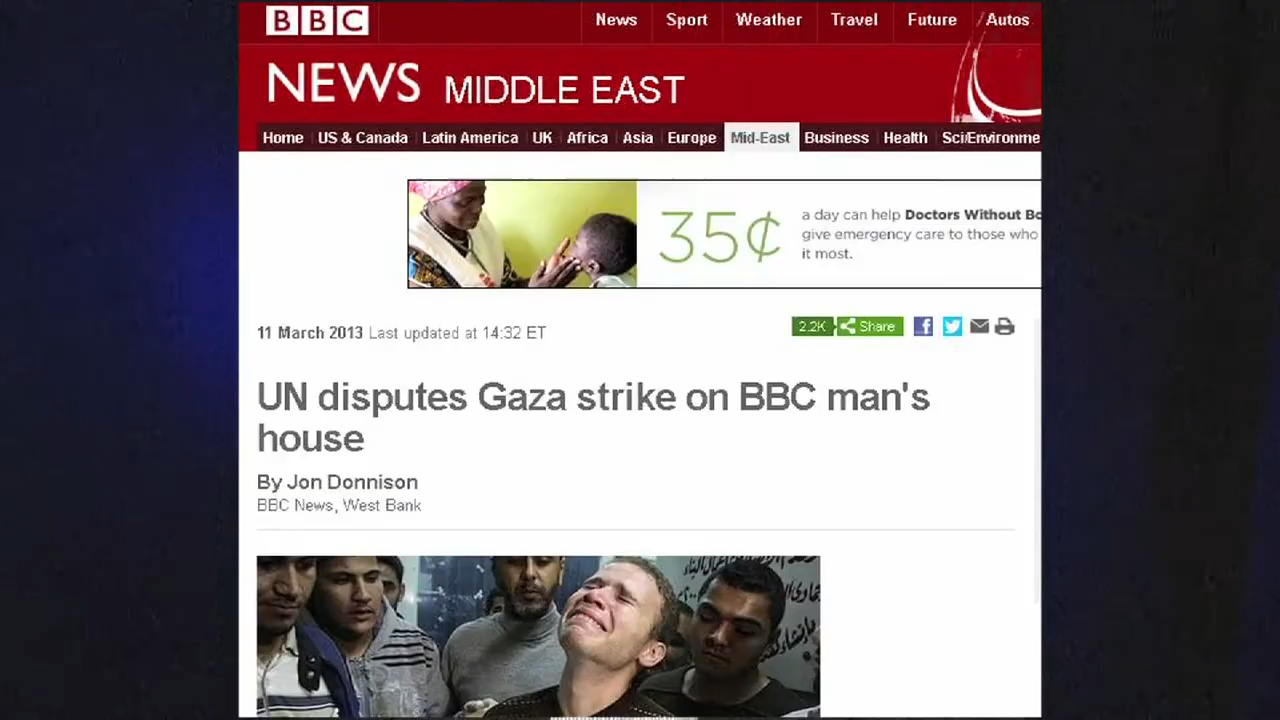 BBC
News Sport Weather Travel Future Autos
NEWS MIDDLE EAST
Home US & Canada Latin America UK Africa Asia Europe Mid-East Business Health Sci/Environme
35¢
a day can help Doctors Without Bo
give emergency care to those who
it most.
11 March 2013 Last updated at 14:32 ET
2.2K Share
UN disputes Gaza strike on BBC man's
house
By Jon Donnison
BBC News, West Bank